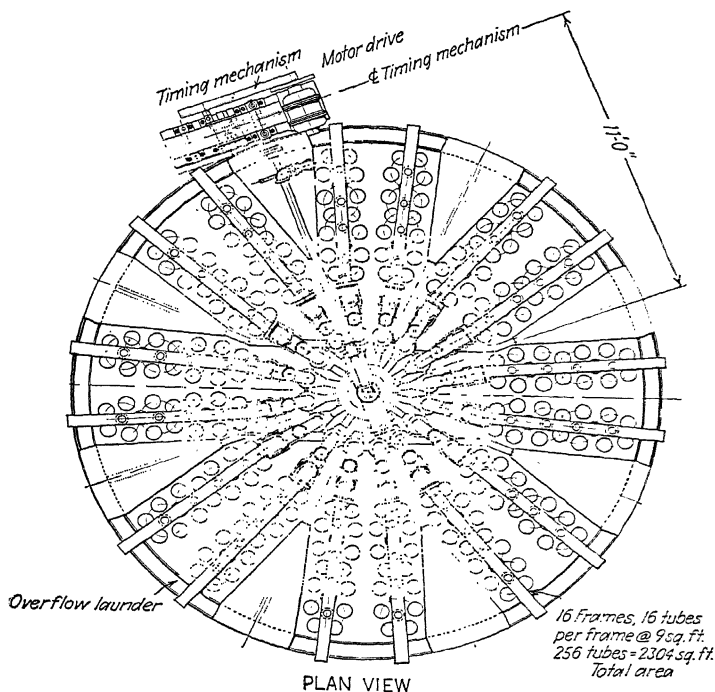 Timing mechanism
Motor drive
℄ Timing mechanism
11'-0"
Overflow launder
16 Frames, 16 tubes
per frame @ 9 sq. ft.
256 tubes = 2304 sq. ft.
Total area
PLAN VIEW